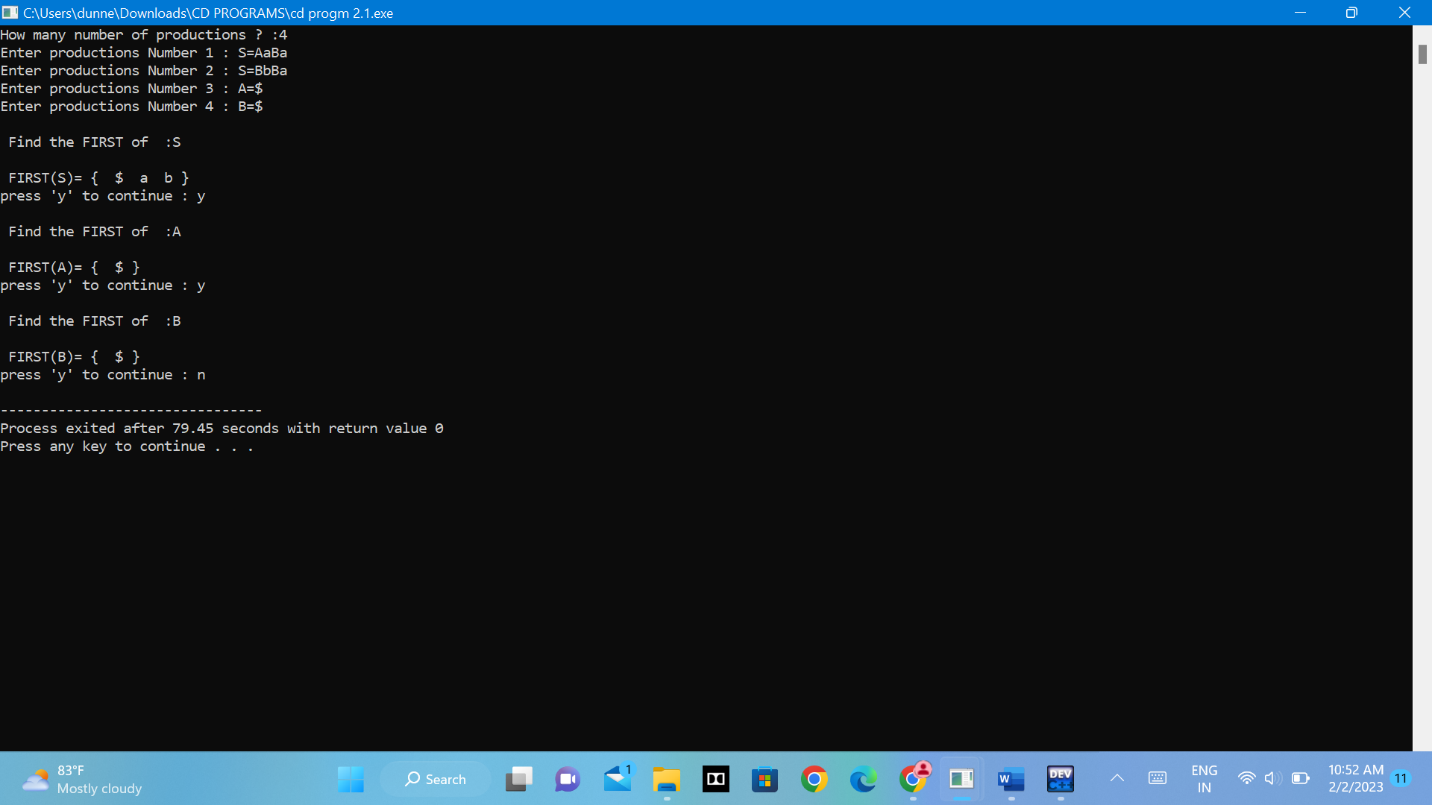 C:\Users\dunne\Downloads\CD PROGRAMS\cd progm 2.1.exe
How many number of productions ? :4
Enter productions Number 1 : S=AaBa
Enter productions Number 2 : S=BbBa
Enter productions Number 3 : A=$
Enter productions Number 4 : B=$
Find the FIRST of  :S
FIRST(S)= {  $  a  b }
press 'y' to continue : y
Find the FIRST of  :A
FIRST(A)= {  $ }
press 'y' to continue : y
Find the FIRST of  :B
FIRST(B)= {  $ }
press 'y' to continue : n
--------------------------------
Process exited after 79.45 seconds with return value 0
Press any key to continue . . .
83°F
Mostly cloudy
Search
1
W
DEV
C++
ENG
IN
10:52 AM
2/2/2023
11